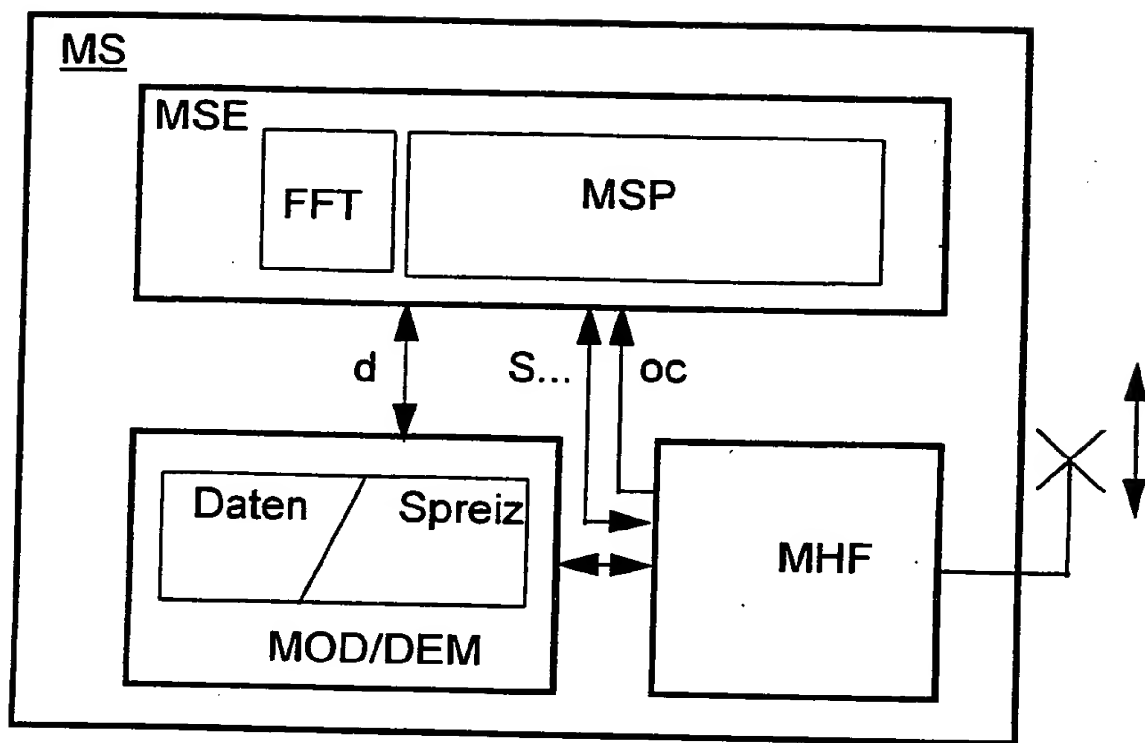 MS
MSE
FFT
MSP
d
S...
oc
Daten
Spreiz
MHF
MOD/DEM